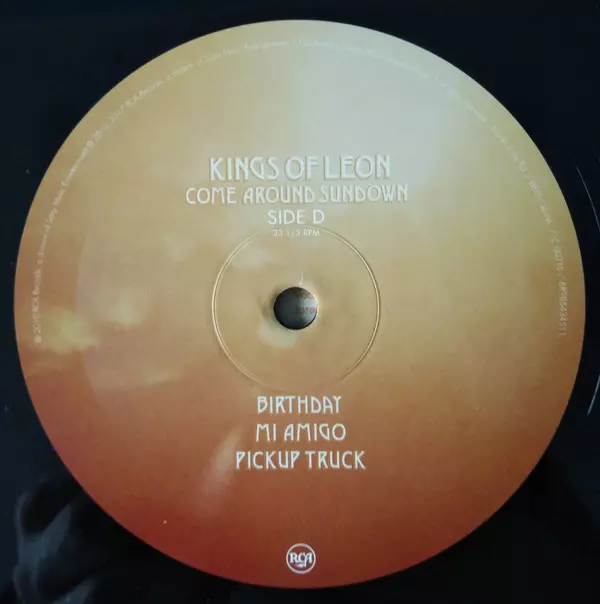 KINGS OF LEON
COME AROUND SUNDOWN
SIDE D
33 1/3 RPM
BIRTHDAY
MI AMIGO
PICKUP TRUCK
RCA